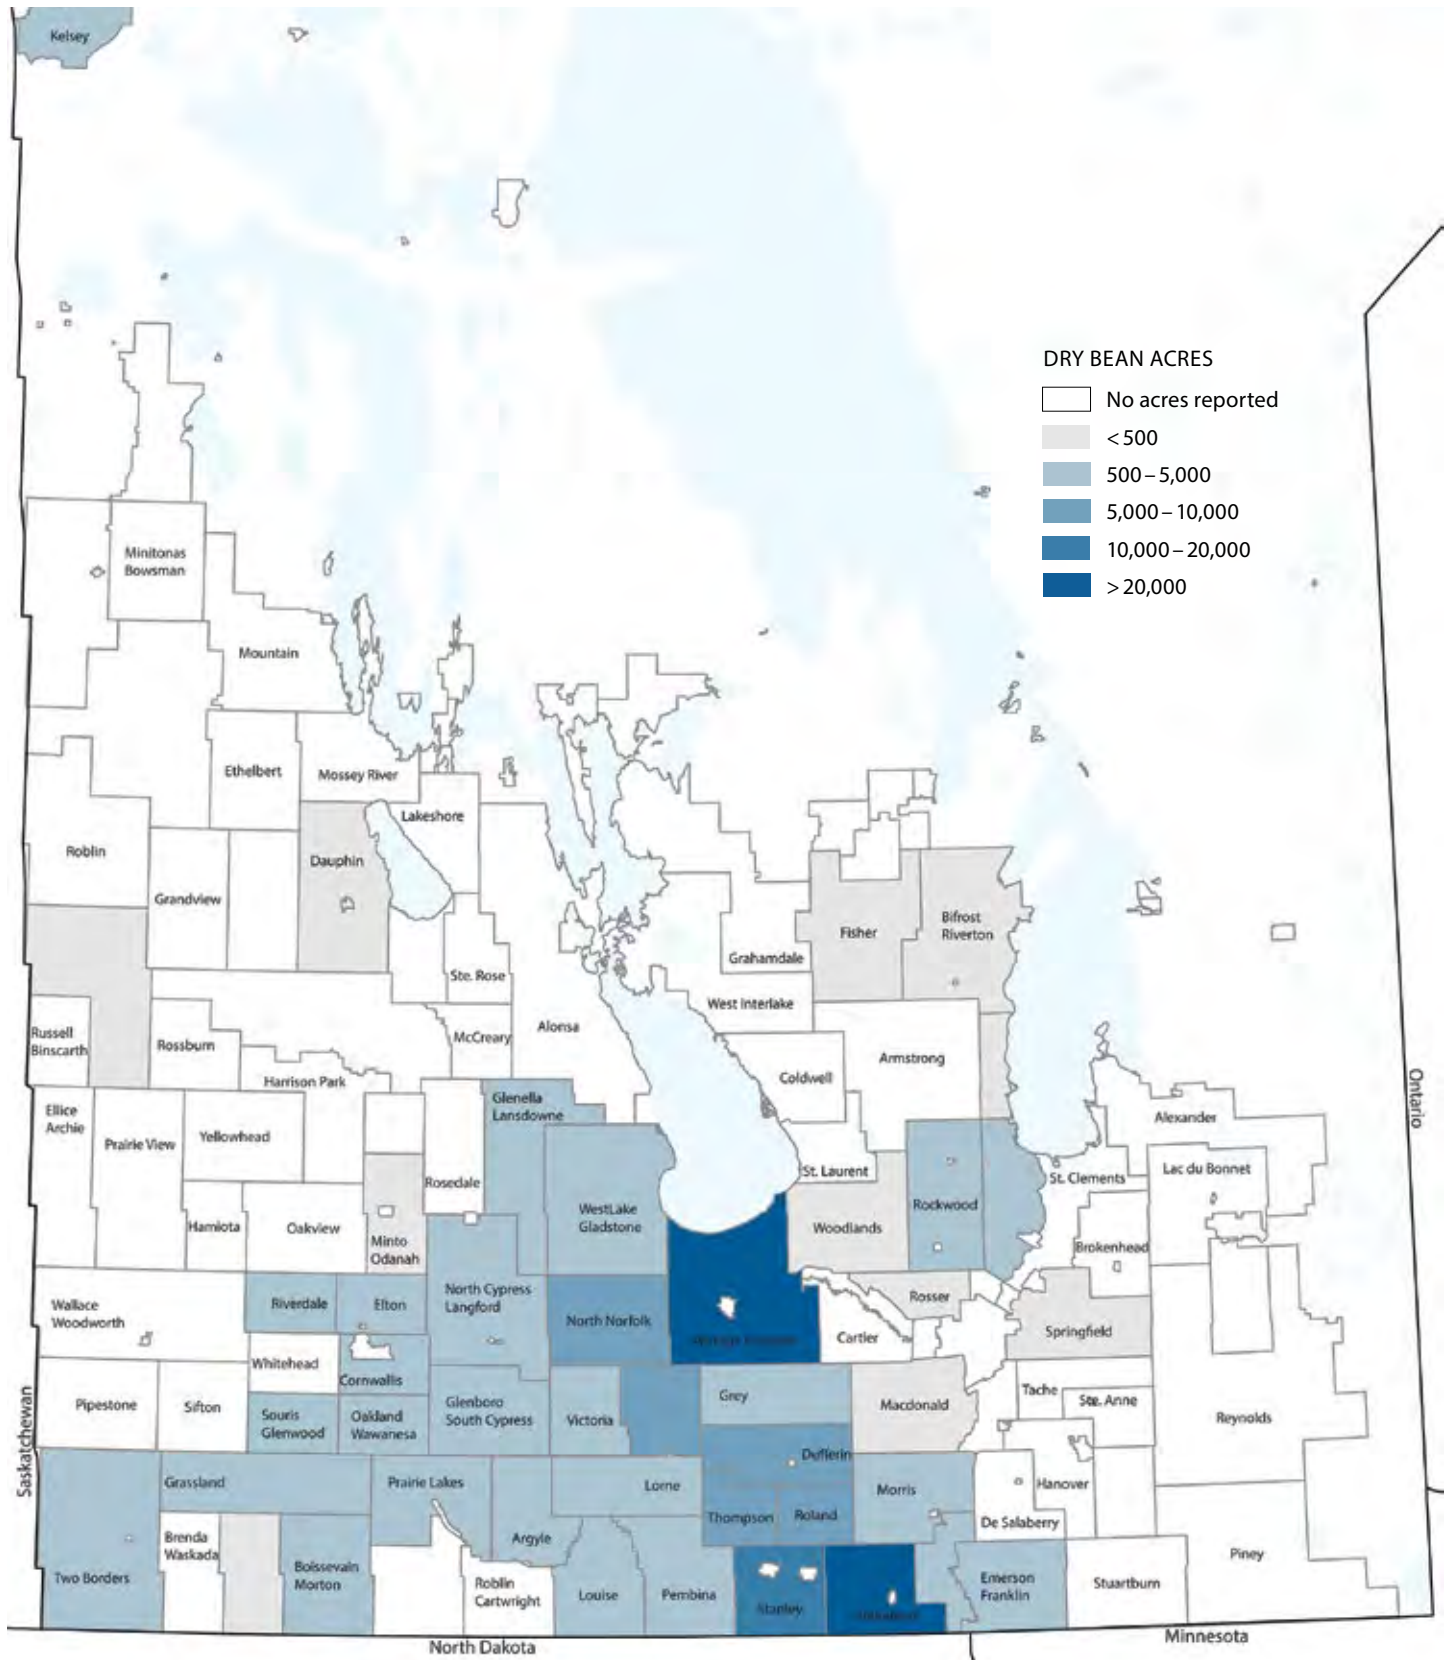 Kelsey
DRY BEAN ACRES
No acres reported
< 500
500 – 5,000
5,000 – 10,000
10,000 – 20,000
> 20,000
Minitonas
Bowsman
Mountain
Ethelbert
Mossey River
Lakeshore
Roblin
Dauphin
Grandview
Fisher
Bifrost
Riverton
Grahamdale
Ste. Rose
West Interlake
Russell
Binscarth
Rossburn
McCreary
Alonsa
Armstrong
Harrison Park
Coldwell
Ontario
Ellice
Archie
Prairie View
Yellowhead
Glenella
Lansdowne
Alexander
Rosedale
St. Laurent
St. Clements
Lac du Bonnet
Hamiota
Oakview
Minto
Odanah
WestLake
Gladstone
Woodlands
Rockwood
Brokenhead
Wallace
Woodworth
Riverdale
Elton
North Cypress
Langford
North Norfolk
Rosser
Cartier
Springfield
Whitehead
Cornwallis
Pipestone
Sifton
Souris
Glenwood
Oakland
Wawanesa
Glenboro
South Cypress
Victoria
Grey
Macdonald
Tache
Ste. Anne
Reynolds
Saskatchewan
Grassland
Prairie Lakes
Lorne
Dufferin
Morris
Hanover
Thompson
Roland
De Salaberry
Brenda
Waskada
Argyle
Two Borders
Boissevain
Morton
Roblin
Cartwright
Louise
Pembina
Stanley
Emerson
Franklin
Stuartburn
Piney
North Dakota
Minnesota